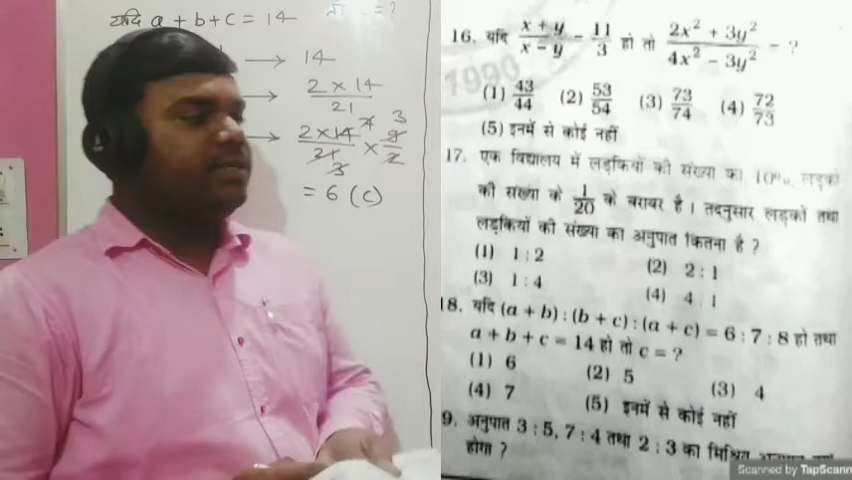 यदि a + b + c = 14
= ?
→ 14
→ 2 × 14 / 21
→ 2 × 14 / 21 3 × 9 3 / 2
= 6 (c)
1990
16. यदि x + y / x − y = 11 / 3 हो तो 2x² + 3y² / 4x² − 3y² = ?
(1) 43/44 (2) 53/54 (3) 73/74 (4) 72/73
(5) इनमें से कोई नहीं
17. एक विद्यालय में लड़कियों की संख्या का 10%, लड़कों
की संख्या के 1/20 के बराबर है। तदनुसार लड़कों तथा
लड़कियों की संख्या का अनुपात कितना है ?
(1) 1 : 2 (2) 2 : 1
(3) 1 : 4 (4) 4 : 1
18. यदि (a + b) : (b + c) : (a + c) = 6 : 7 : 8 हो तथा
a + b + c = 14 हो तो c = ?
(1) 6 (2) 5 (3) 4
(4) 7 (5) इनमें से कोई नहीं
9. अनुपात 3 : 5, 7 : 4 तथा 2 : 3 का मिश्रित
होगा ?
Scanned by TapScann